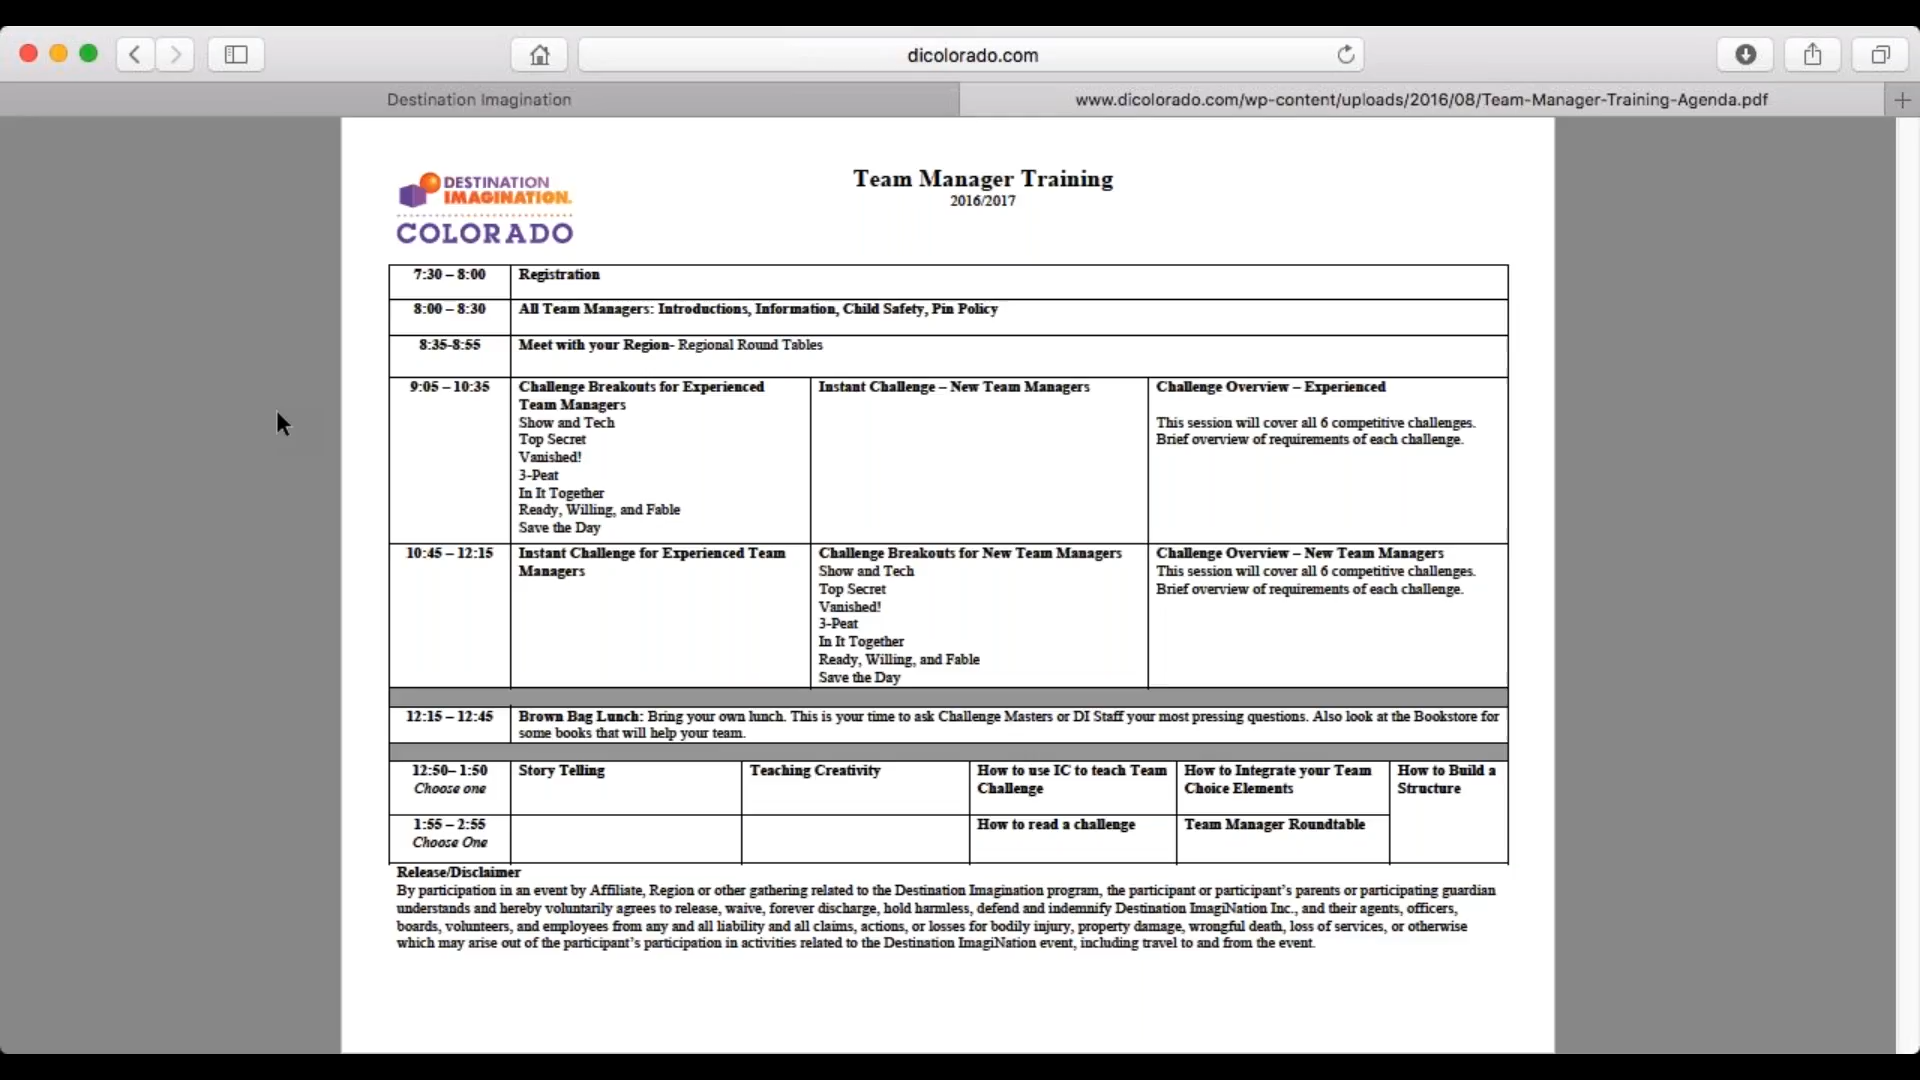 dicolorado.com
Destination Imagination
www.dicolorado.com/wp-content/uploads/2016/08/Team-Manager-Training-Agenda.pdf
DESTINATION
IMAGINATION.
COLORADO
Team Manager Training
2016/2017
7:30 – 8:00
Registration
8:00 – 8:30
All Team Managers: Introductions, Information, Child Safety, Pin Policy
8:35-8:55
Meet with your Region- Regional Round Tables
9:05 – 10:35
Challenge Breakouts for Experienced
Team Managers
Show and Tech
Top Secret
Vanished!
3-Peat
In It Together
Ready, Willing, and Fable
Save the Day
Instant Challenge – New Team Managers
Challenge Overview – Experienced
This session will cover all 6 competitive challenges.
Brief overview of requirements of each challenge.
10:45 – 12:15
Instant Challenge for Experienced Team
Managers
Challenge Breakouts for New Team Managers
Show and Tech
Top Secret
Vanished!
3-Peat
In It Together
Ready, Willing, and Fable
Save the Day
Challenge Overview – New Team Managers
This session will cover all 6 competitive challenges.
Brief overview of requirements of each challenge.
12:15 – 12:45
Brown Bag Lunch: Bring your own lunch. This is your time to ask Challenge Masters or DI Staff your most pressing questions. Also look at the Bookstore for
some books that will help your team.
12:50– 1:50
Choose one
Story Telling
Teaching Creativity
How to use IC to teach Team
Challenge
How to Integrate your Team
Choice Elements
How to Build a
Structure
1:55 – 2:55
Choose One
How to read a challenge
Team Manager Roundtable
Release/Disclaimer
By participation in an event by Affiliate, Region or other gathering related to the Destination Imagination program, the participant or participant's parents or participating guardian
understands and hereby voluntarily agrees to release, waive, forever discharge, hold harmless, defend and indemnify Destination ImagiNation Inc., and their agents, officers,
boards, volunteers, and employees from any and all liability and all claims, actions, or losses for bodily injury, property damage, wrongful death, loss of services, or otherwise
which may arise out of the participant's participation in activities related to the Destination ImagiNation event, including travel to and from the event.